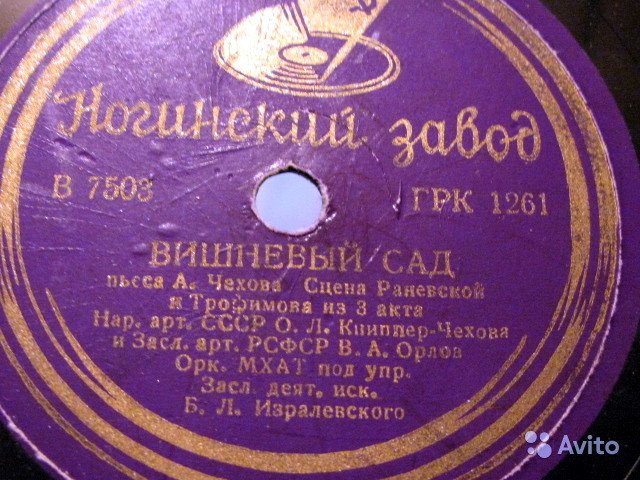 Ногинский завод
В 7503 ГРК 1261
ВИШНЕВЫЙ САД
пьеса А. Чехова Сцена Раневской
и Трофимова из 3 акта
Нар. арт. СССР О. Л. Книппер-Чехова
и Засл. арт. РСФСР В. А. Орлов
Орк. МХАТ под упр.
Засл. деят. иск.
Б. Л. Изралевского
Avito